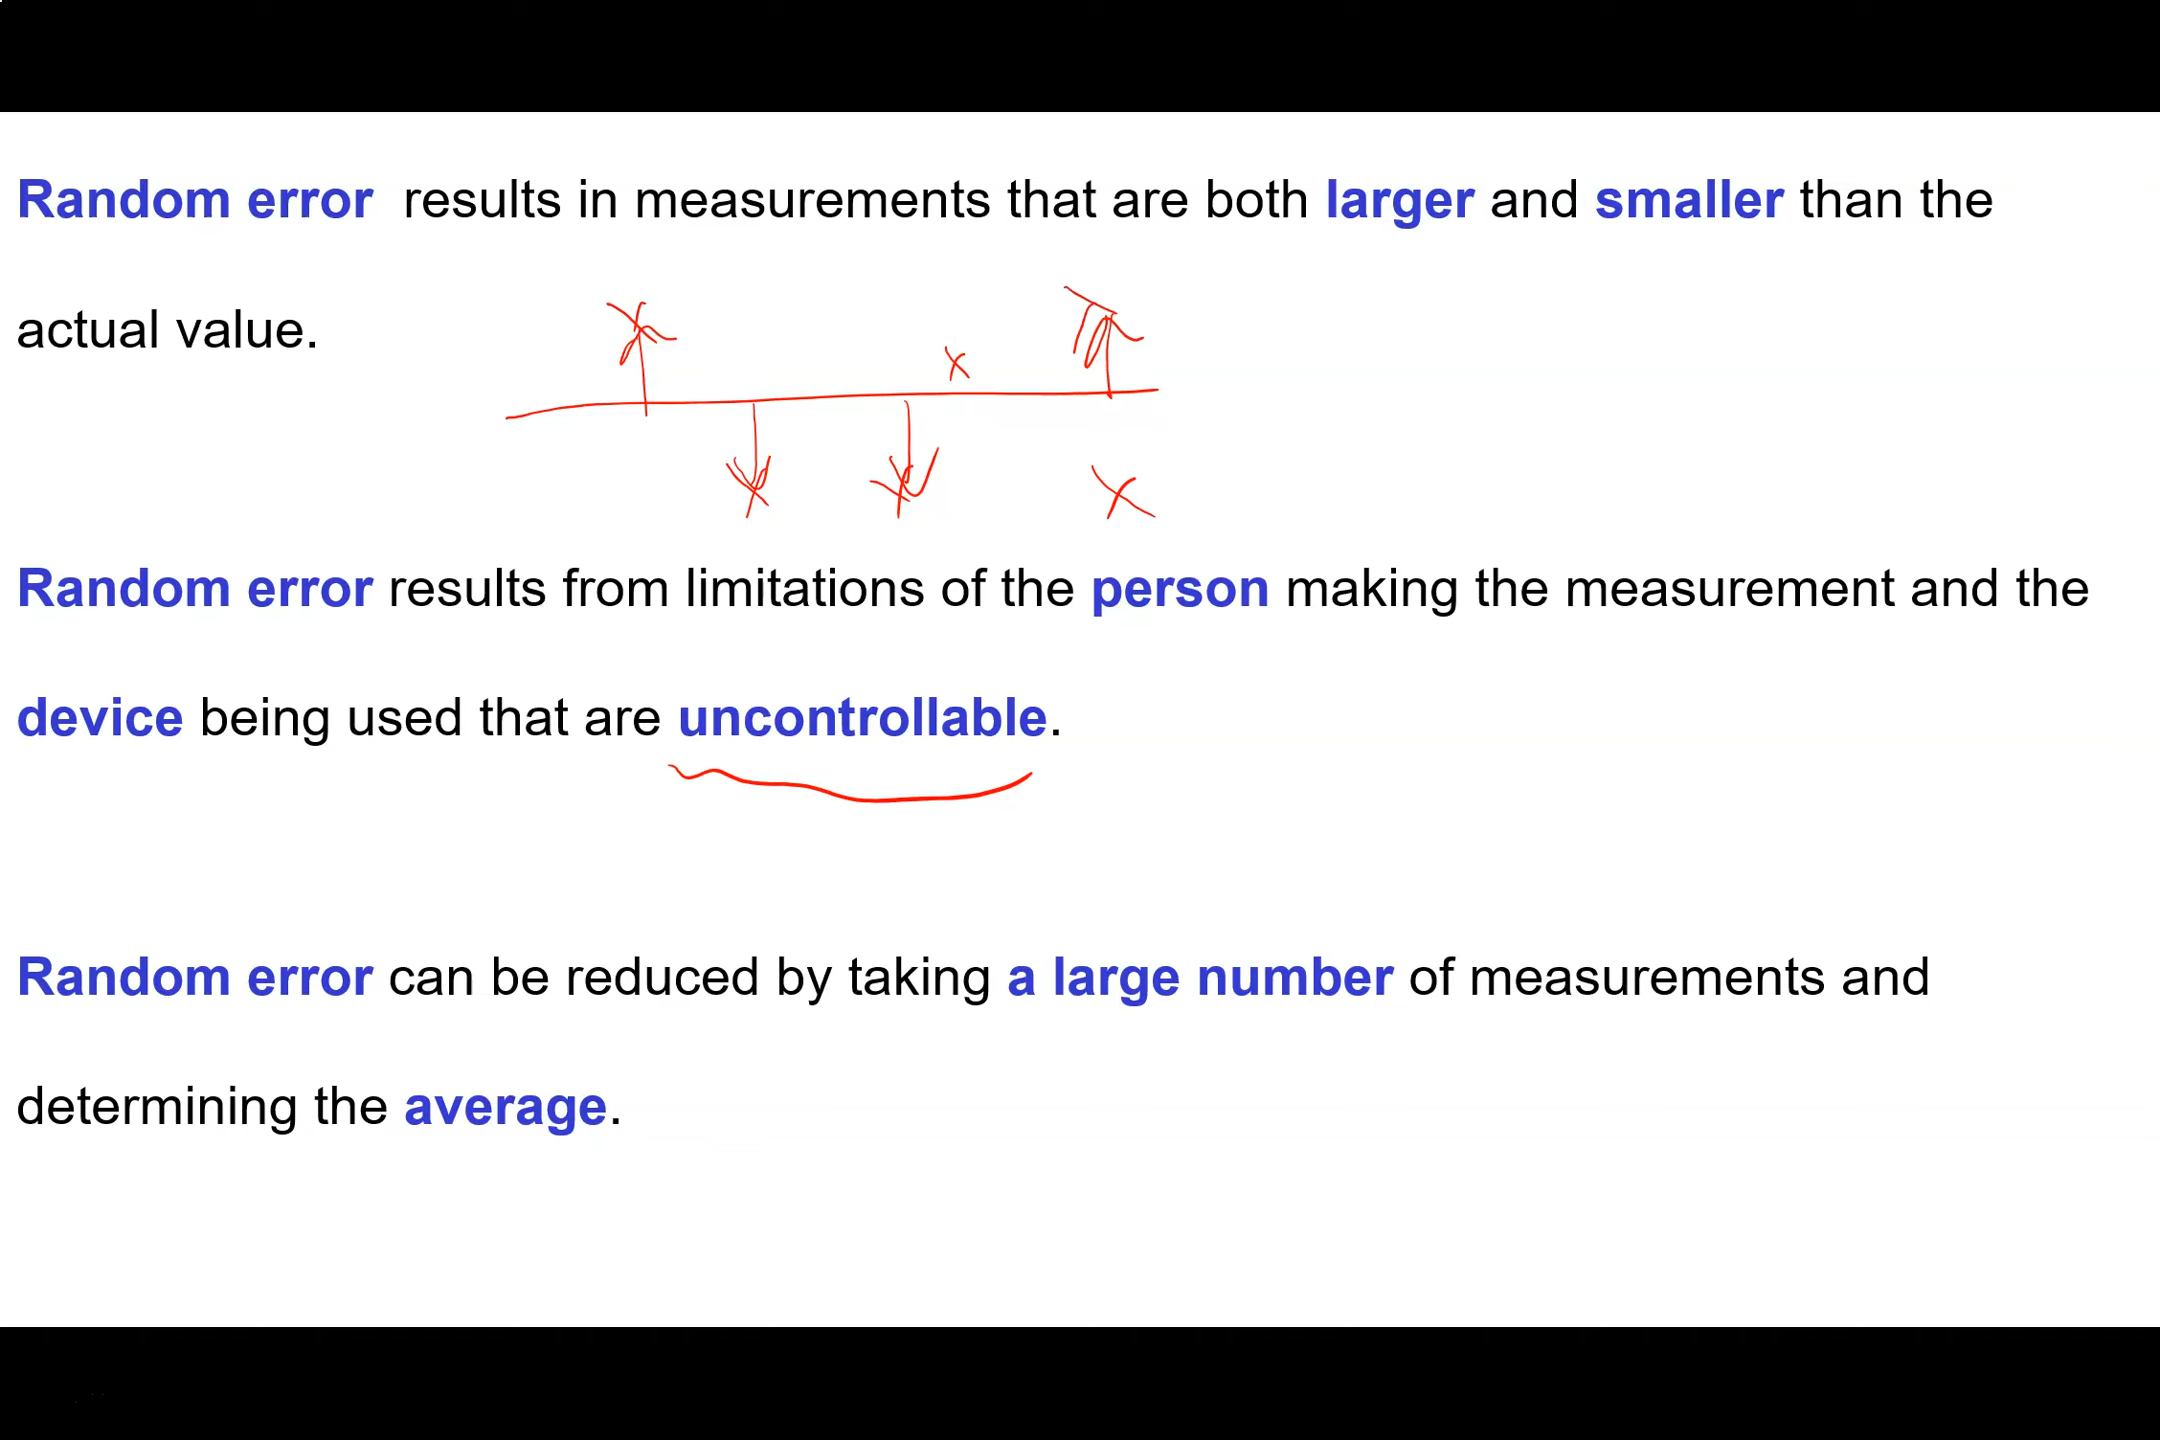 Random error results in measurements that are both larger and smaller than the
actual value.
x
x
x
x
Random error results from limitations of the person making the measurement and the
device being used that are uncontrollable.
Random error can be reduced by taking a large number of measurements and
determining the average.